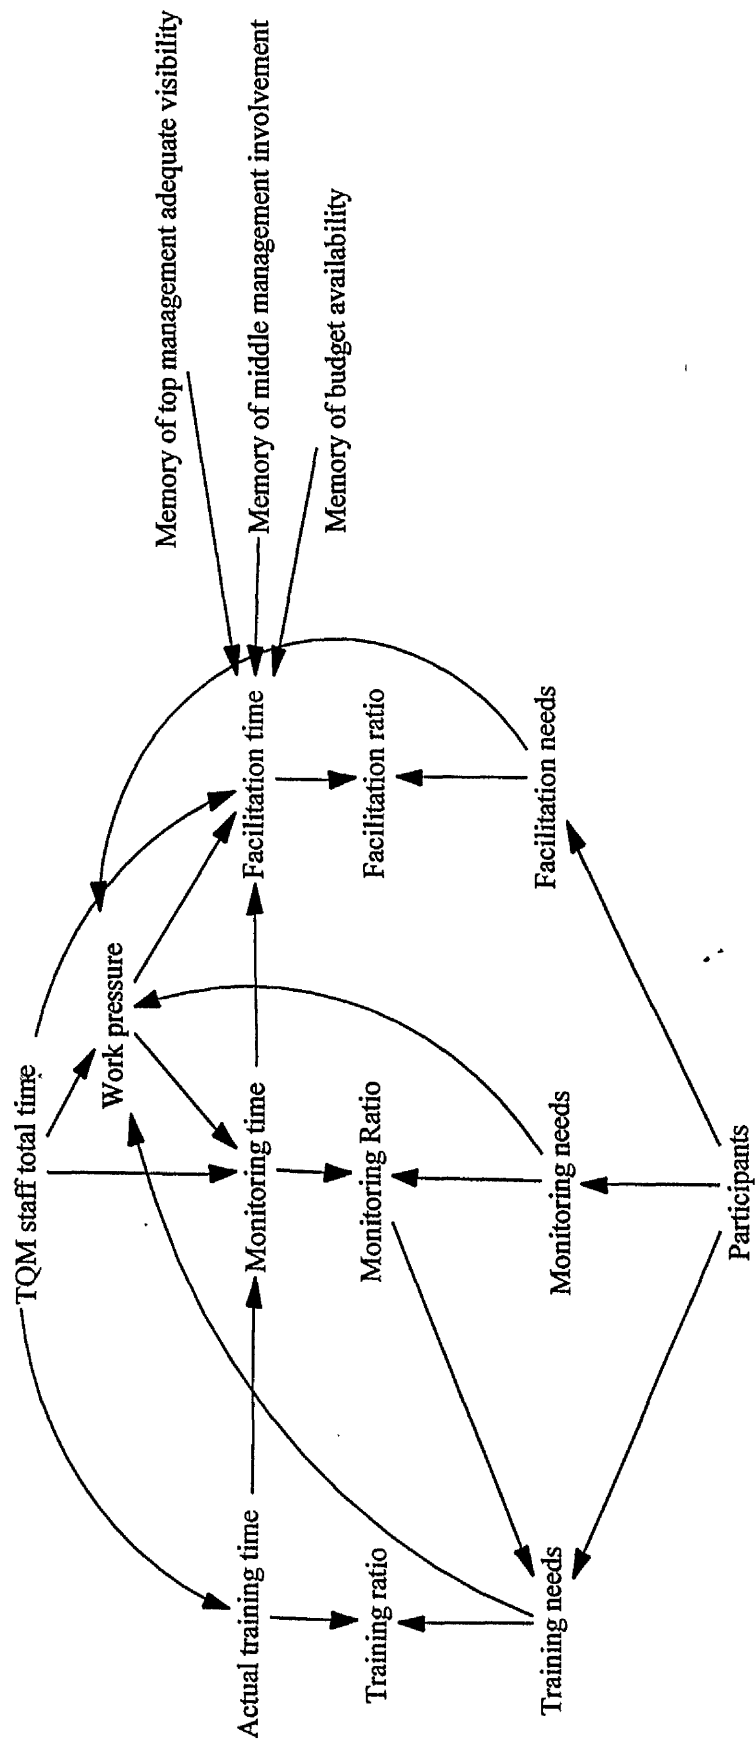 TQM staff total time
Work pressure
Memory of top management adequate visibility
Actual training time
Monitoring time
Facilitation time
Memory of middle management involvement
Memory of budget availability
Training ratio
Monitoring Ratio
Facilitation ratio
Training needs
Monitoring needs
Facilitation needs
Participants